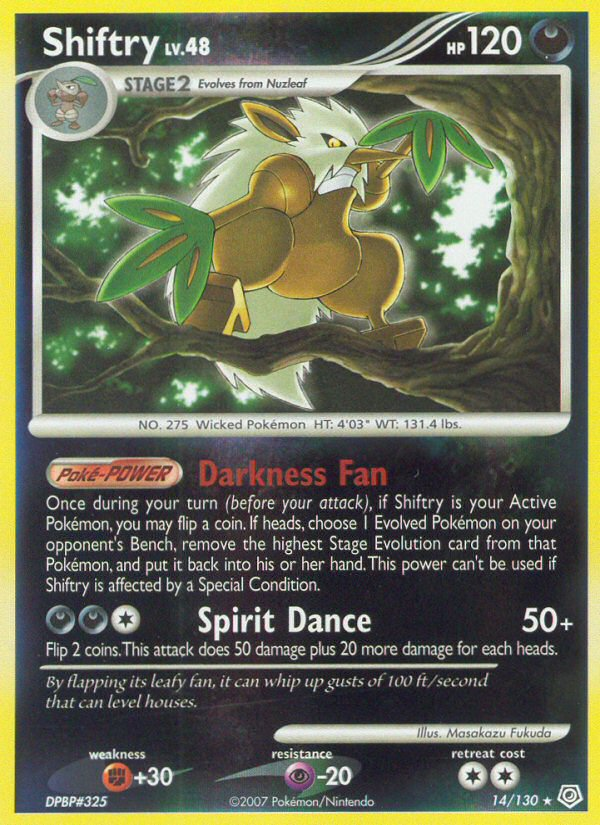 Shiftry LV.48 HP 120
STAGE2 Evolves from Nuzleaf
NO. 275 Wicked Pokémon HT: 4'03" WT: 131.4 lbs.
Poké-POWER Darkness Fan
Once during your turn (before your attack), if Shiftry is your Active
Pokémon, you may flip a coin. If heads, choose 1 Evolved Pokémon on your
opponent's Bench, remove the highest Stage Evolution card from that
Pokémon, and put it back into his or her hand. This power can't be used if
Shiftry is affected by a Special Condition.
Spirit Dance 50+
Flip 2 coins. This attack does 50 damage plus 20 more damage for each heads.
By flapping its leafy fan, it can whip up gusts of 100 ft/second
that can level houses.
Illus. Masakazu Fukuda
weakness resistance retreat cost
+30 -20
DPBP#325 ©2007 Pokémon/Nintendo 14/130 ★